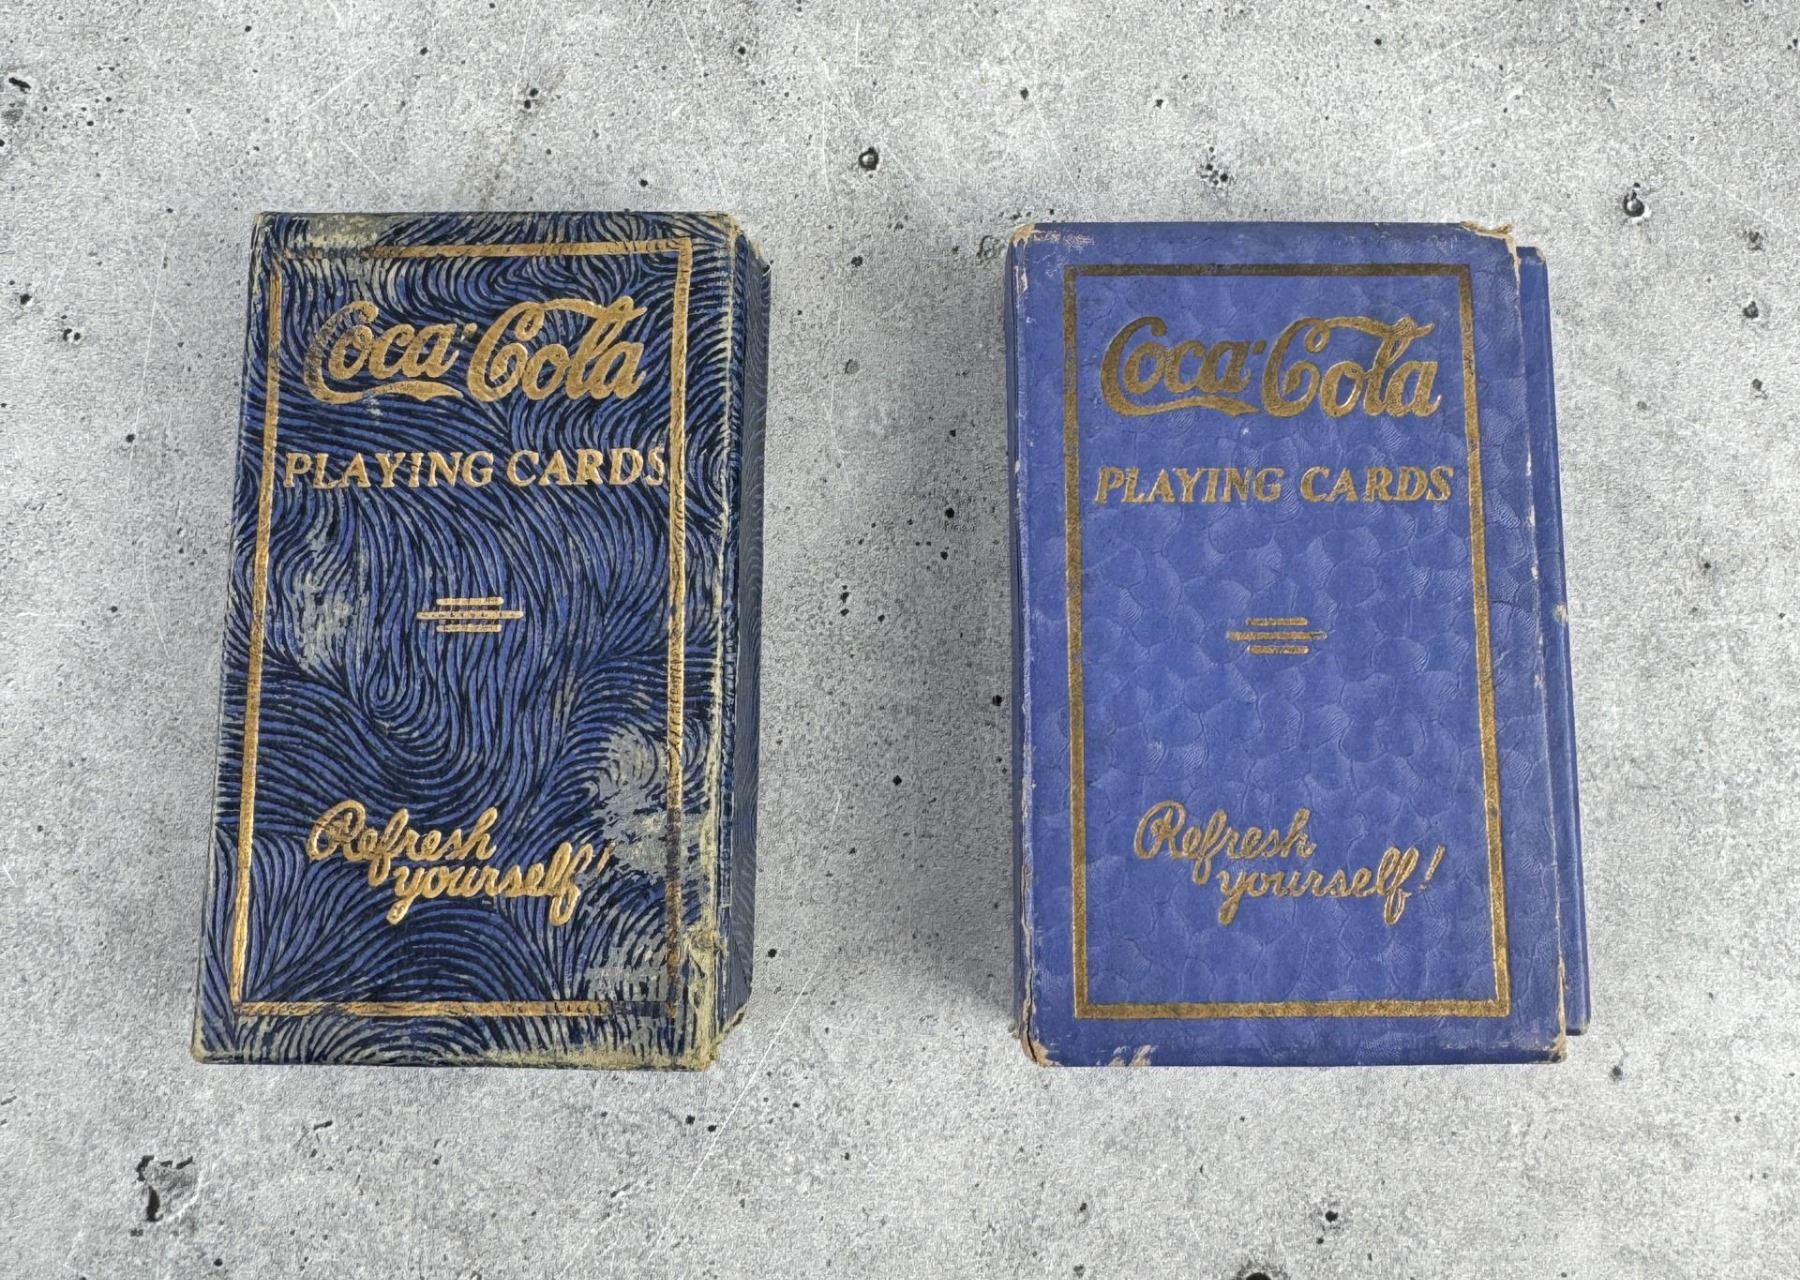 Coca-Cola
PLAYING CARDS
Refresh
yourself!
Coca-Cola
PLAYING CARDS
Refresh
yourself!